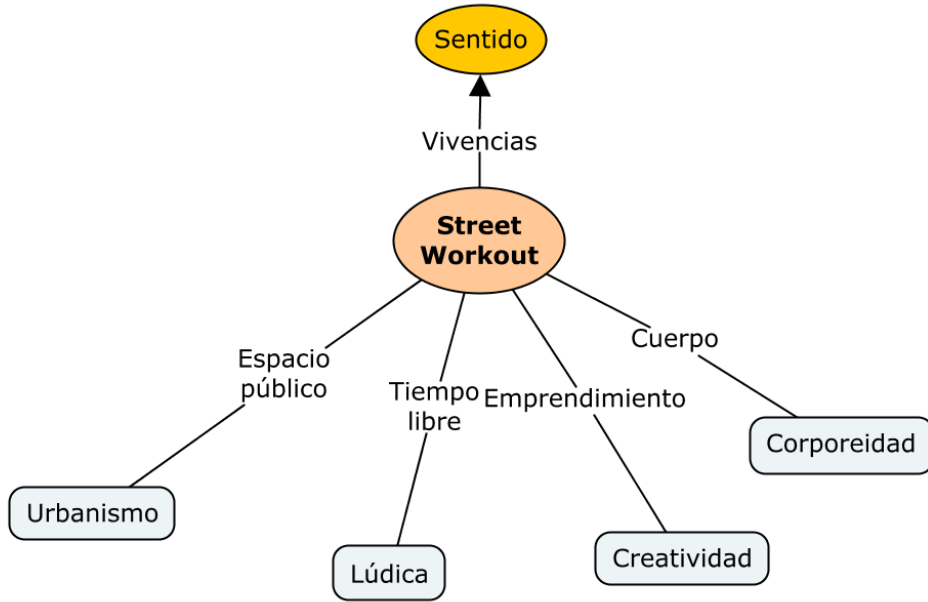 Sentido
Vivencias
Street
Workout
Cuerpo
Espacio
público
Tiempo
libre
Emprendimiento
Corporeidad
Urbanismo
Lúdica
Creatividad